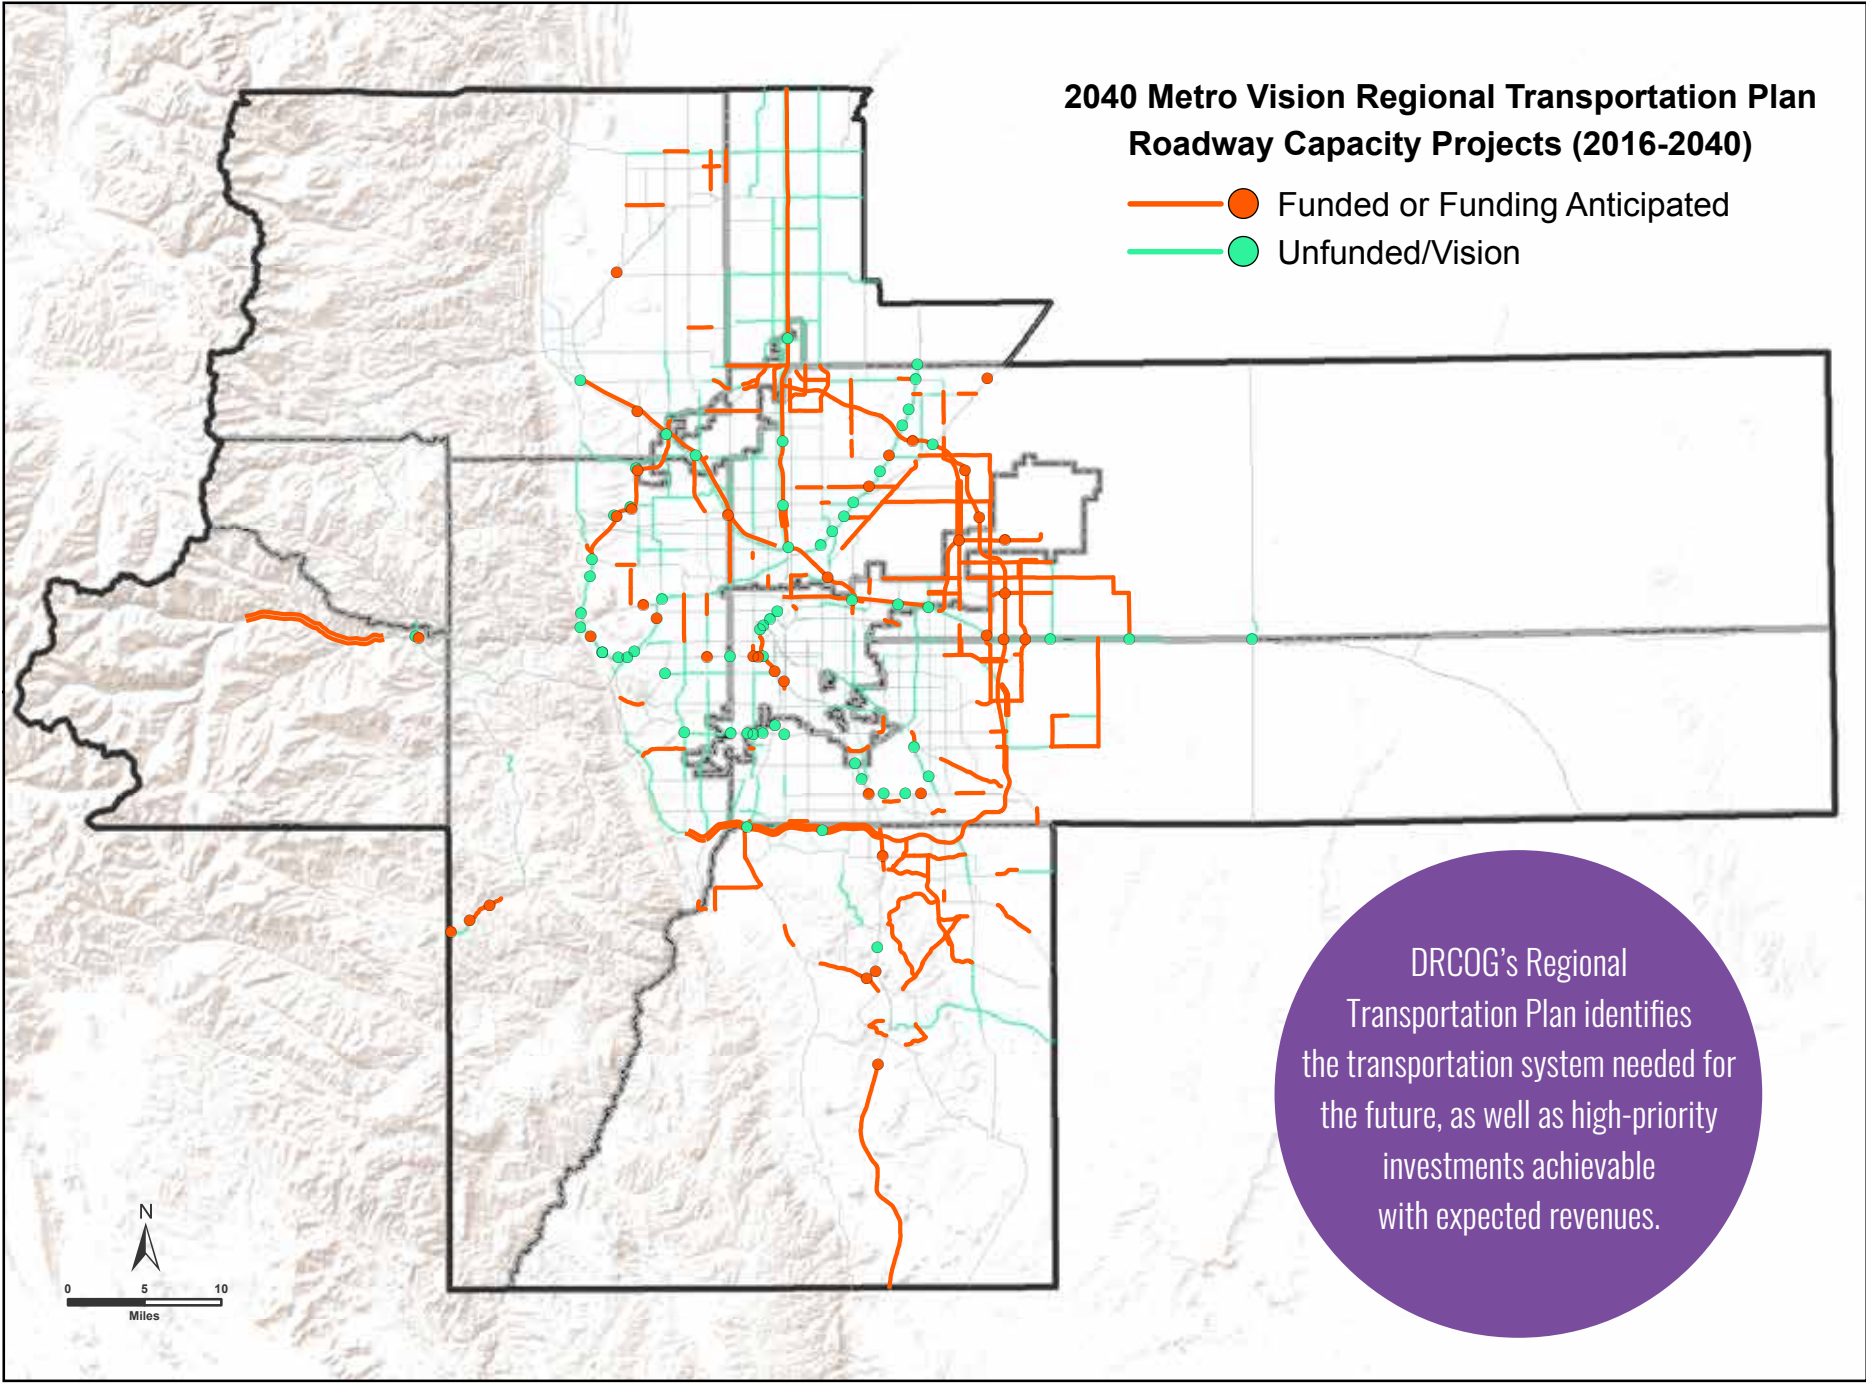 2040 Metro Vision Regional Transportation Plan
Roadway Capacity Projects (2016-2040)
Funded or Funding Anticipated
Unfunded/Vision
DRCOG’s Regional
Transportation Plan identifies
the transportation system needed for
the future, as well as high-priority
investments achievable
with expected revenues.
N
0 5 10
Miles